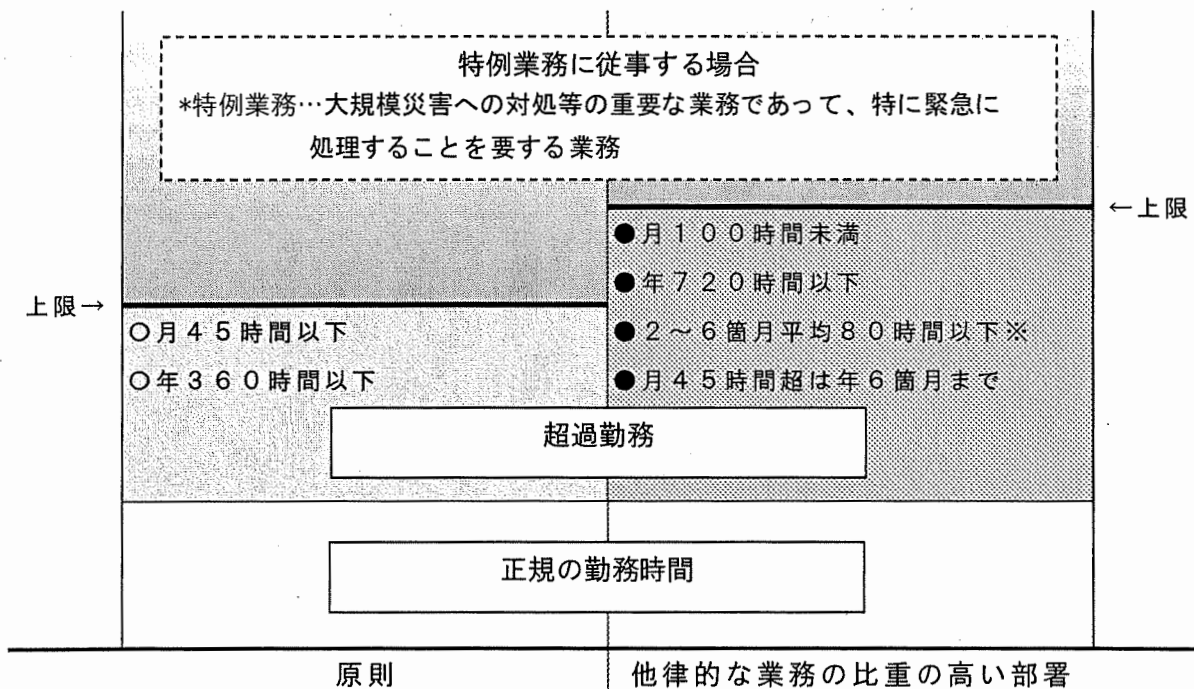 特例業務に従事する場合
*特例業務…大規模災害への対処等の重要な業務であって、特に緊急に
処理することを要する業務
←上限
●月100時間未満
●年720時間以下
上限→
○月45時間以下
●2~6箇月平均80時間以下※
○年360時間以下
●月45時間超は年6箇月まで
超過勤務
正規の勤務時間
原則
他律的な業務の比重の高い部署